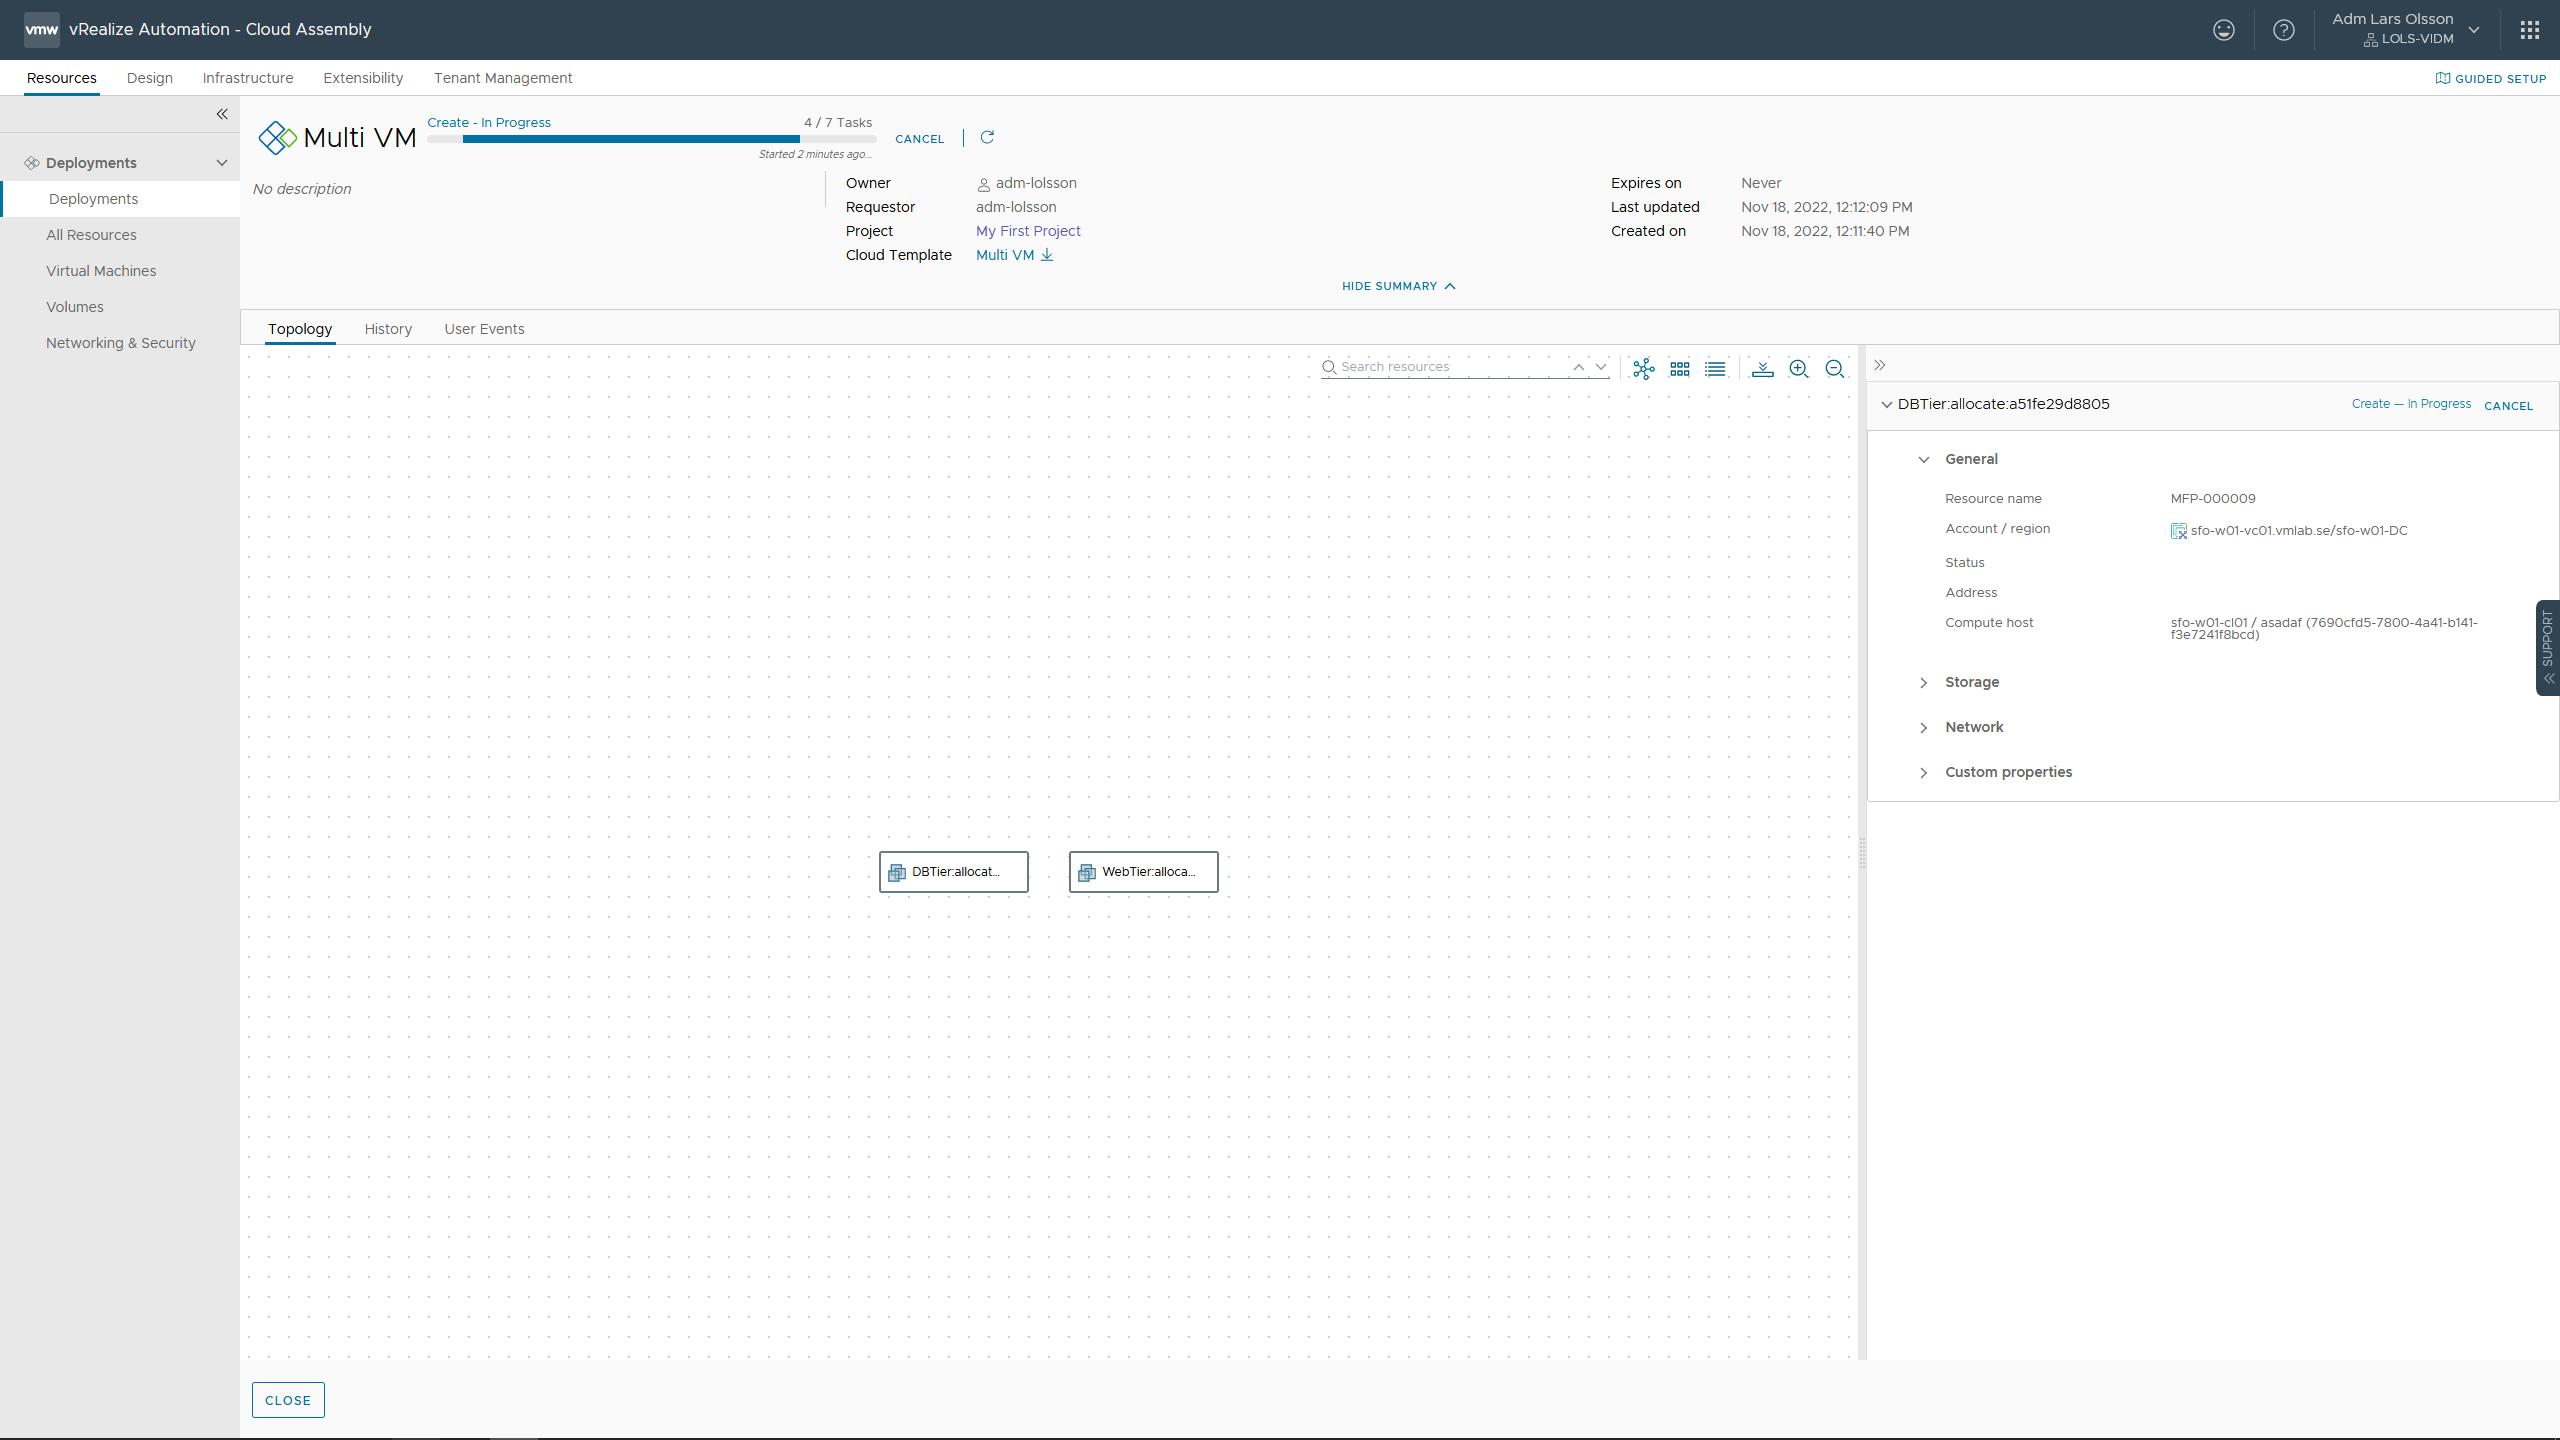 vmw vRealize Automation - Cloud Assembly
Adm Lars Olsson
LOLS-VIDM
Resources Design Infrastructure Extensibility Tenant Management
GUIDED SETUP
Deployments
Deployments
All Resources
Virtual Machines
Volumes
Networking & Security
Multi VM
Create - In Progress
4 / 7 Tasks
Started 2 minutes ago...
CANCEL
No description
Owner adm-lolsson
Requestor adm-lolsson
Project My First Project
Cloud Template Multi VM
Expires on Never
Last updated Nov 18, 2022, 12:12:09 PM
Created on Nov 18, 2022, 12:11:40 PM
HIDE SUMMARY
Topology History User Events
Search resources
DBTier:allocat...
WebTier:alloca...
DBTier:allocate:a51fe29d8805
Create — In Progress
CANCEL
General
Resource name MFP-000009
Account / region sfo-w01-vc01.vmlab.se/sfo-w01-DC
Status
Address
Compute host sfo-w01-cl01 / asadaf (7690cfd5-7800-4a41-b141-
f3e7241f8bcd)
Storage
Network
Custom properties
SUPPORT
CLOSE